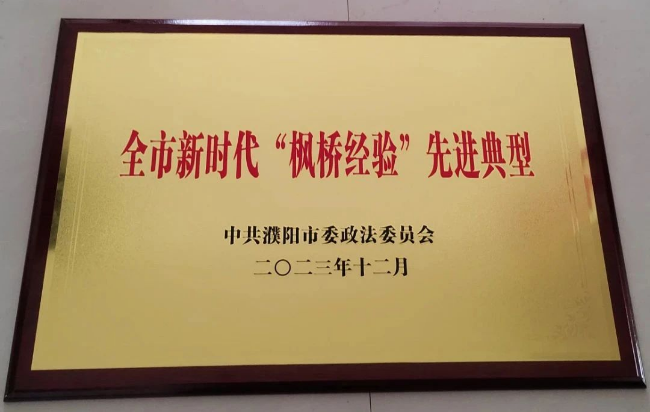 全市新时代“枫桥经验”先进典型
中共濮阳市委政法委员会
二〇二三年十二月